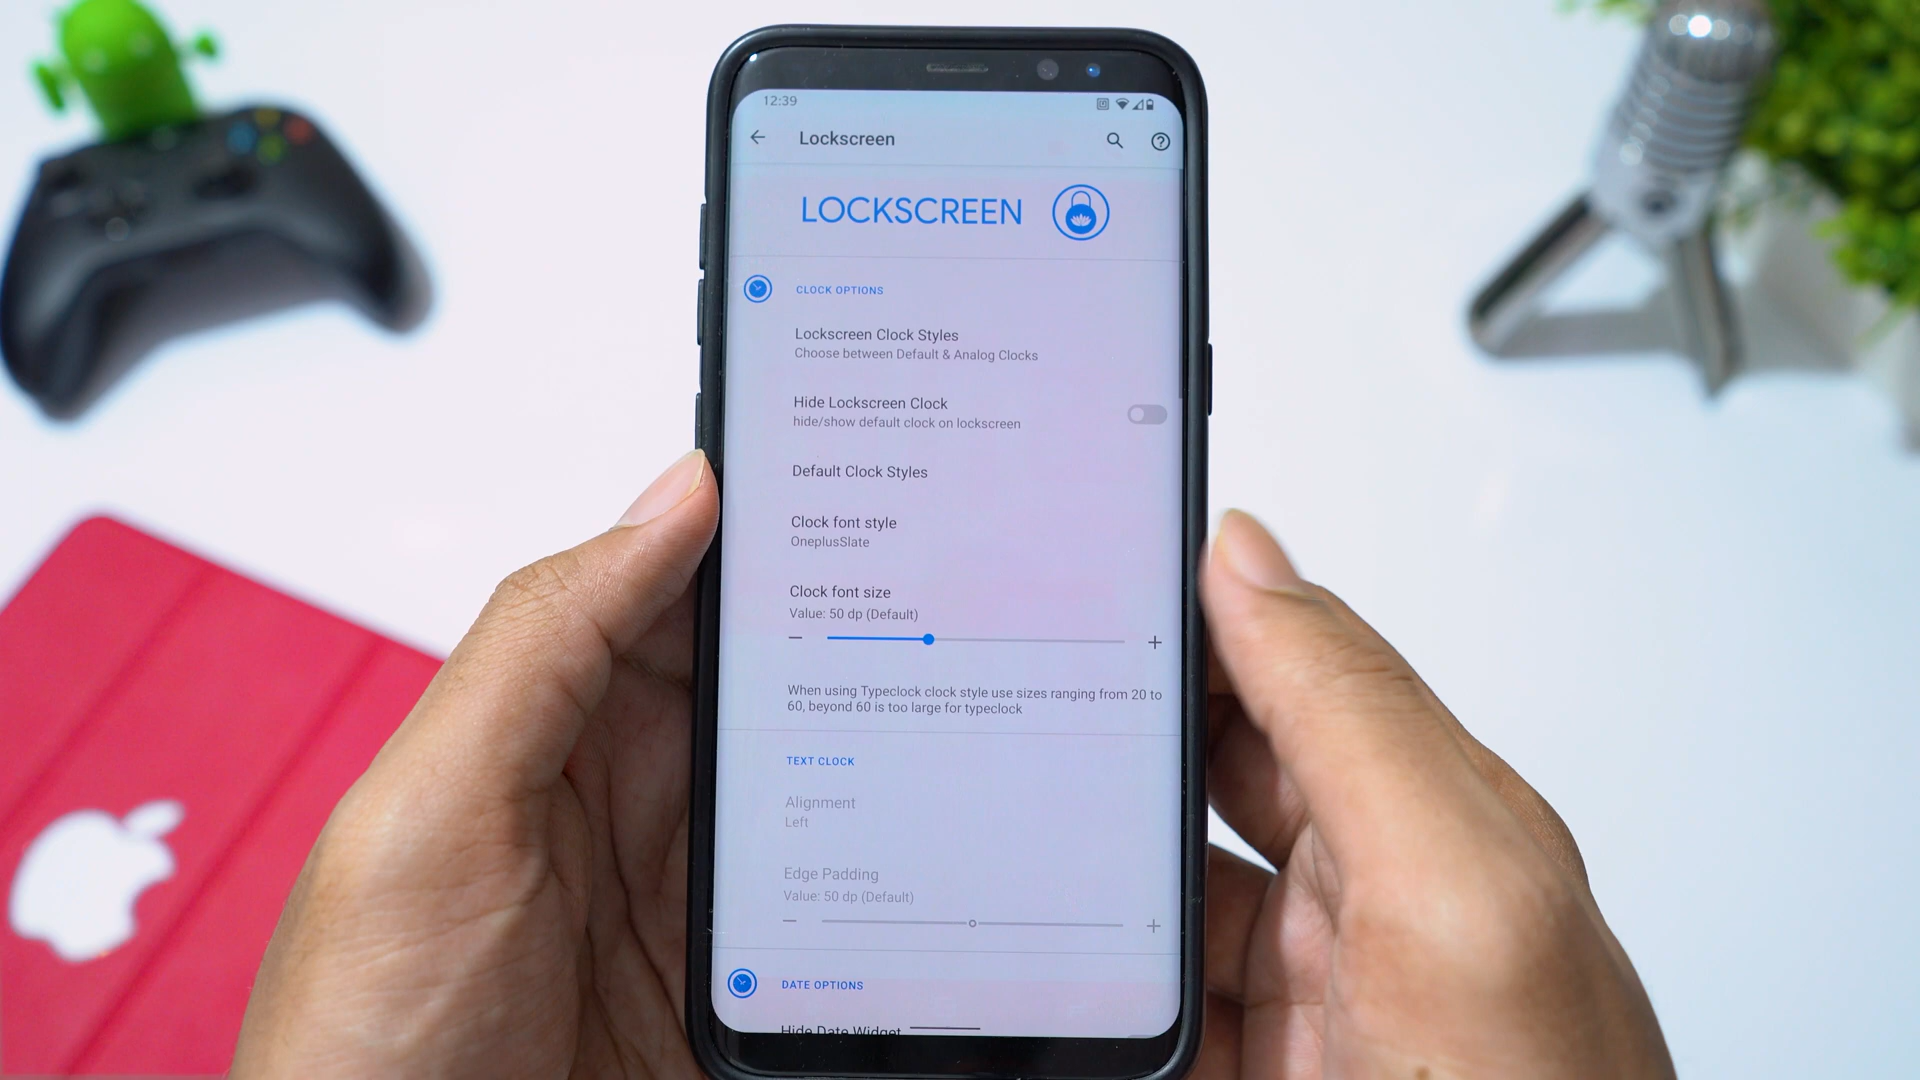 12:39
Lockscreen
LOCKSCREEN
CLOCK OPTIONS
Lockscreen Clock Styles
Choose between Default & Analog Clocks
Hide Lockscreen Clock
hide/show default clock on lockscreen
Default Clock Styles
Clock font style
OneplusSlate
Clock font size
Value: 50 dp (Default)
When using Typeclock clock style use sizes ranging from 20 to
60, beyond 60 is too large for typeclock
TEXT CLOCK
Alignment
Left
Edge Padding
Value: 50 dp (Default)
DATE OPTIONS
Hide Date Widget